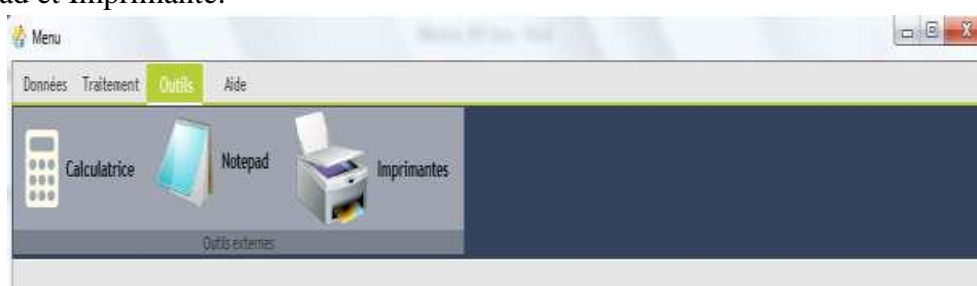 ad et Imprimante.
Menu
Données Traitement Outils Aide
Calculatrice Notepad Imprimantes
Outils externes